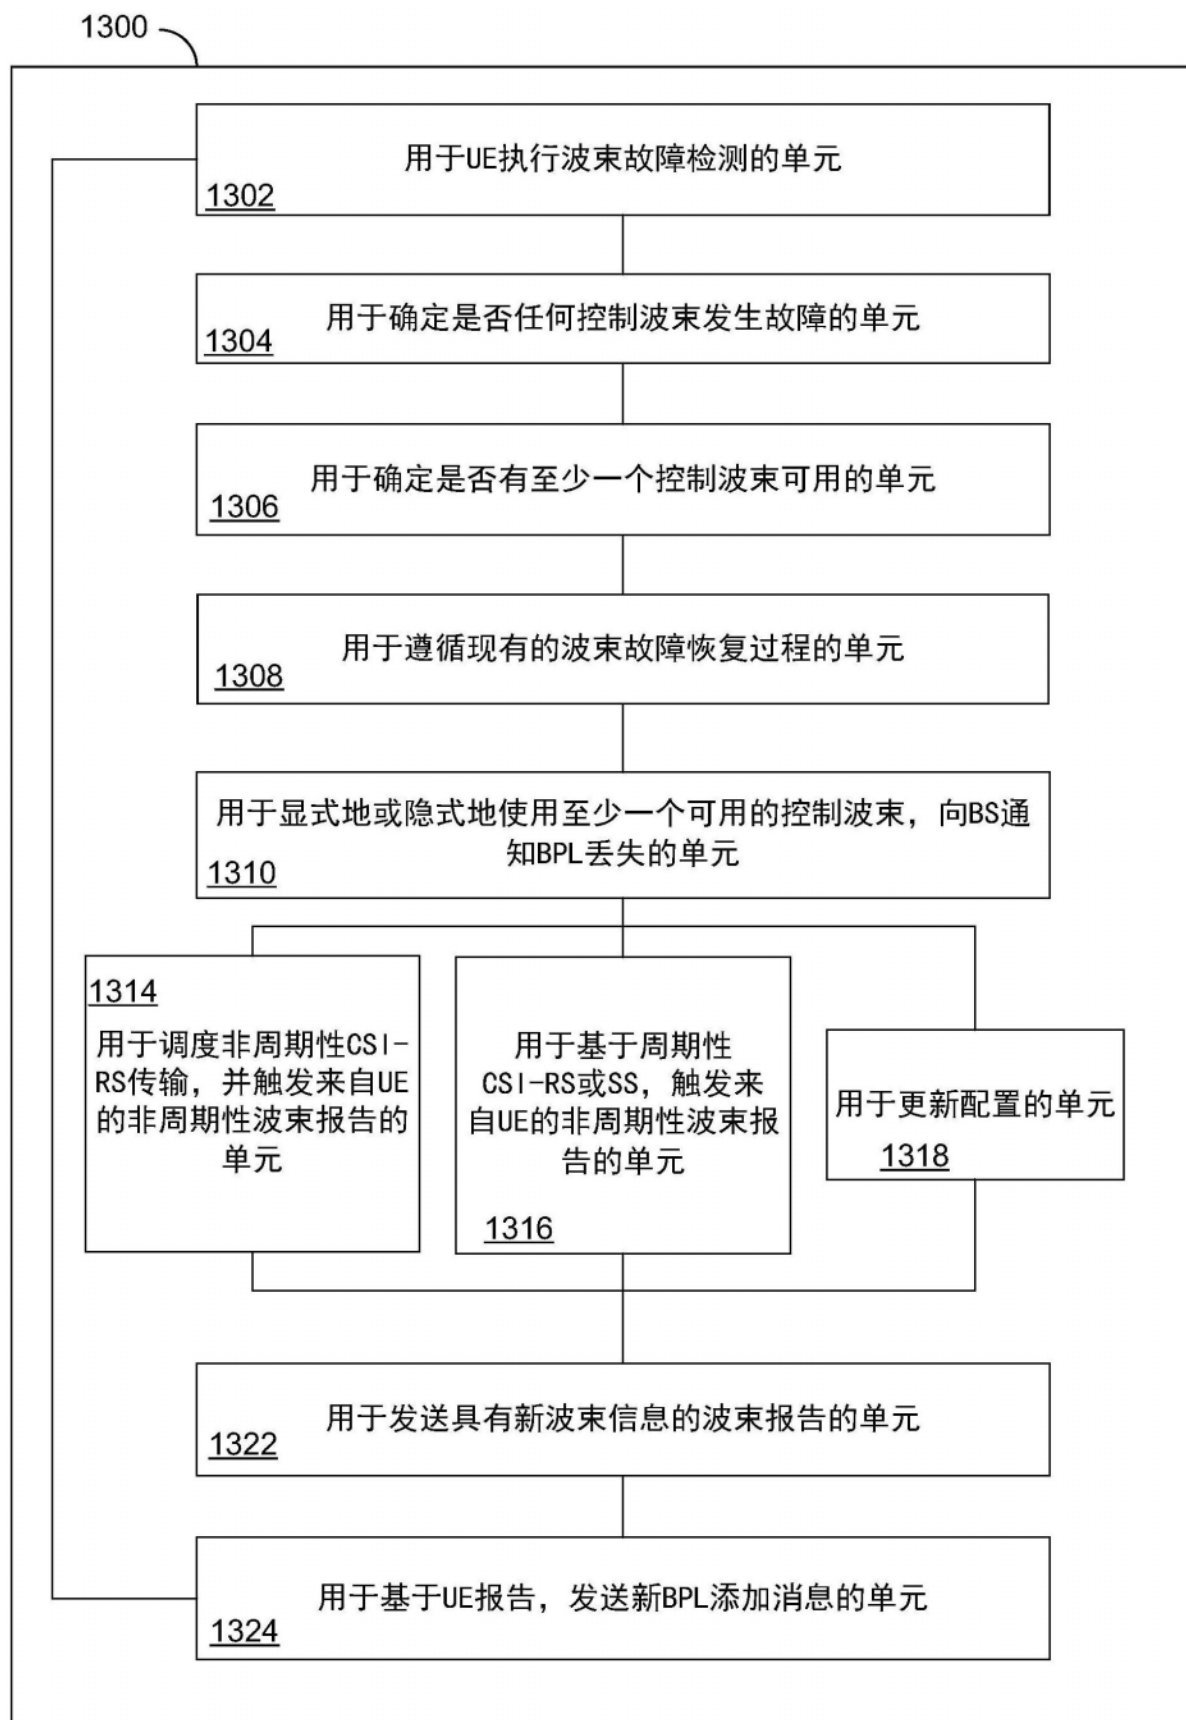 1300
用于UE执行波束故障检测的单元
1302
用于确定是否任何控制波束发生故障的单元
1304
用于确定是否有至少一个控制波束可用的单元
1306
用于遵循现有的波束故障恢复过程的单元
1308
用于显式地或隐式地使用至少一个可用的控制波束，向BS通
知BPL丢失的单元
1310
1314
用于调度非周期性CSI-
RS传输，并触发来自UE
的非周期性波束报告的
单元
用于基于周期性
CSI-RS或SS，触发来
自UE的非周期性波束报
告的单元
1316
用于更新配置的单元
1318
用于发送具有新波束信息的波束报告的单元
1322
用于基于UE报告，发送新BPL添加消息的单元
1324